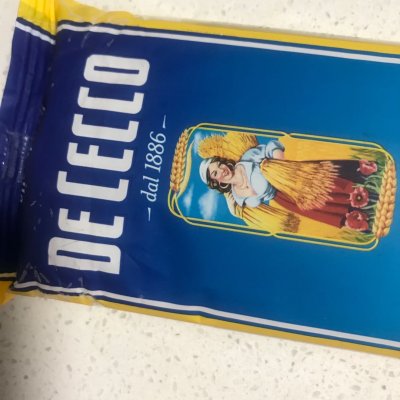 DE CECCO
– dal 1886 –